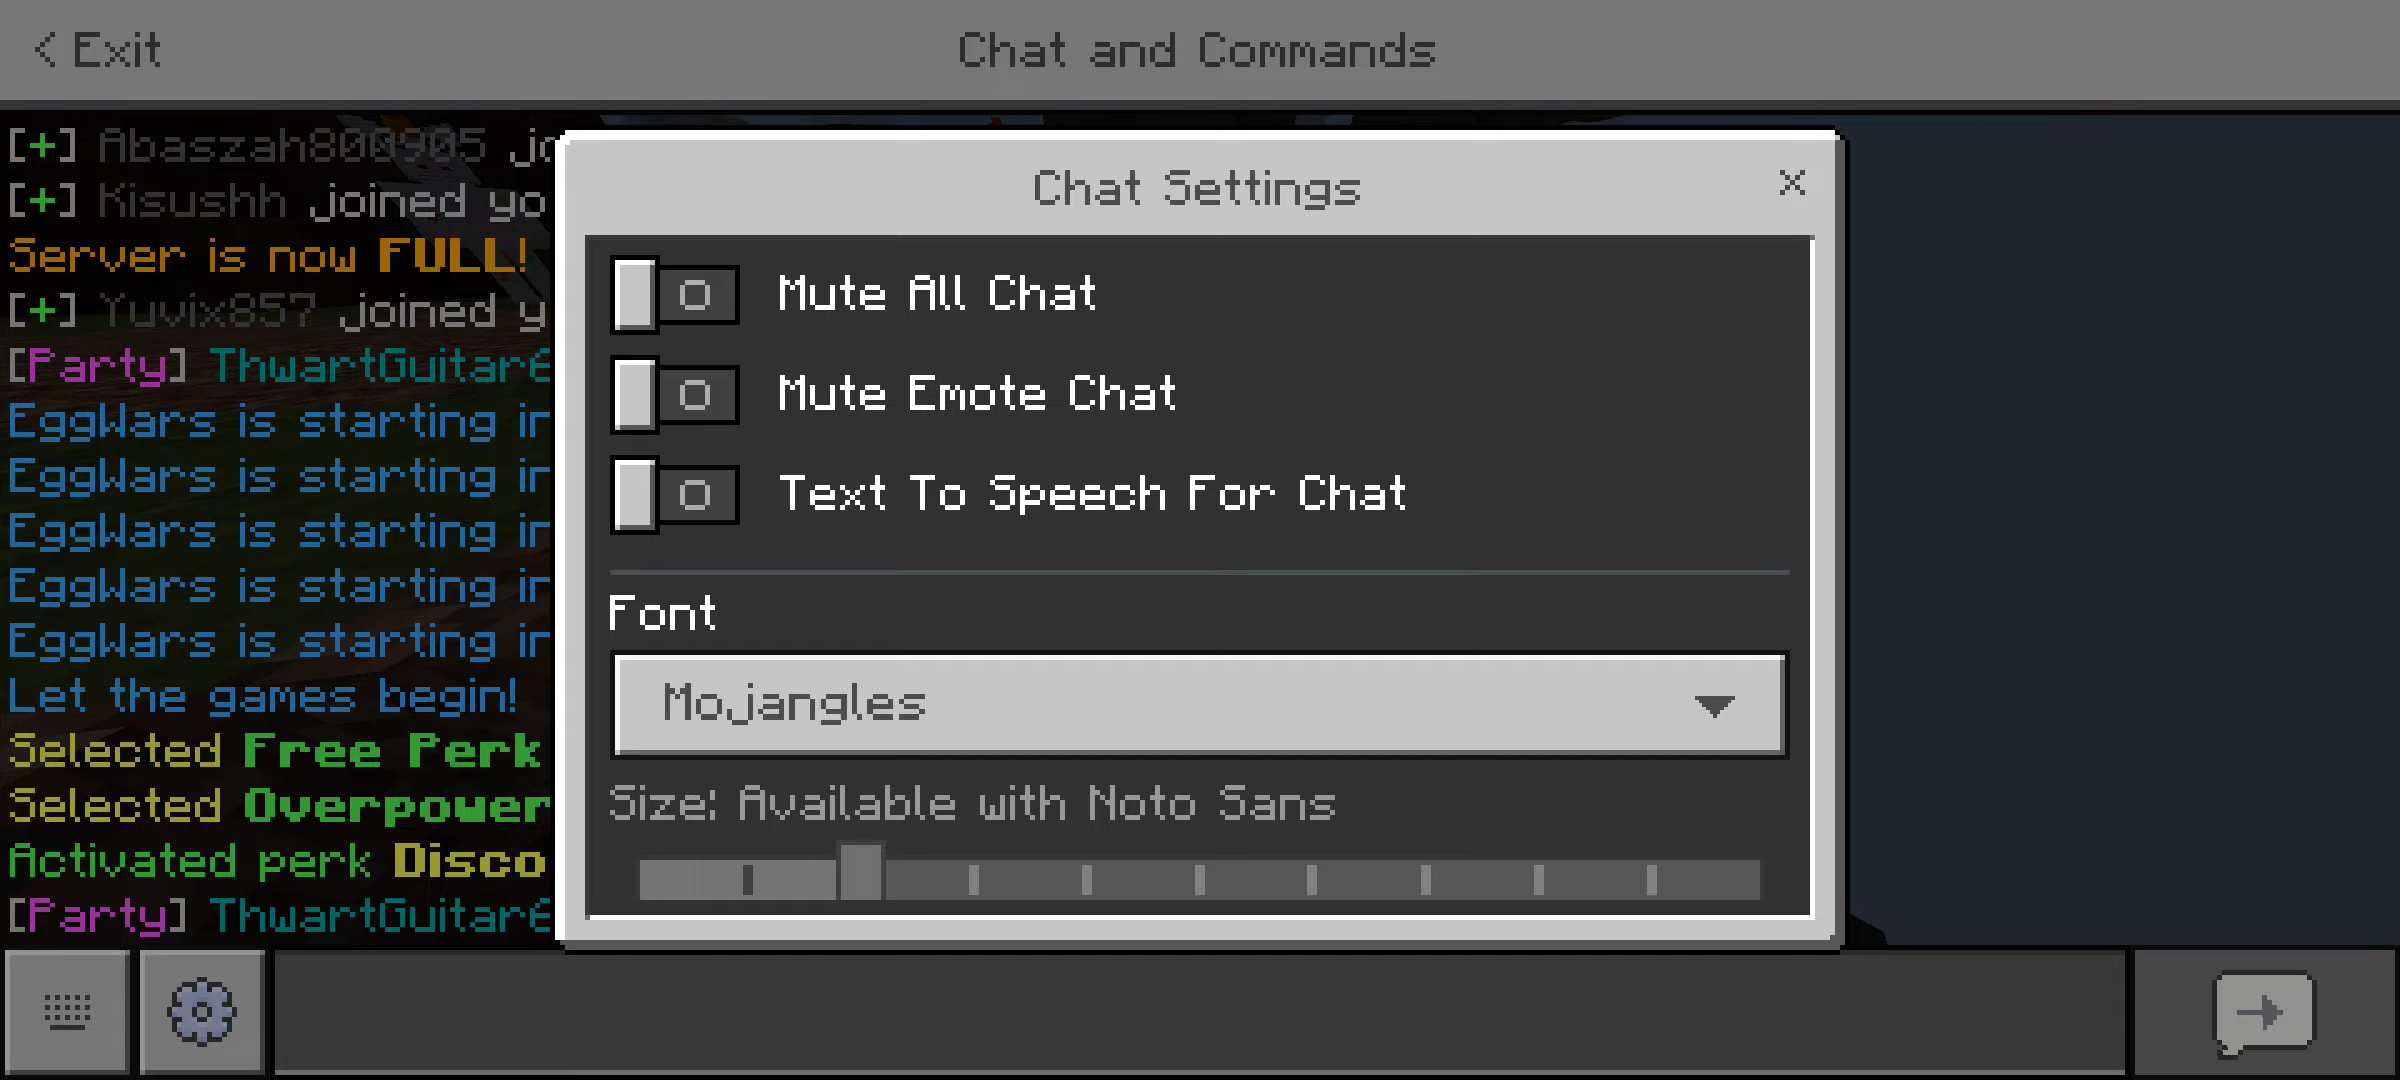 < Exit
Chat and Commands
[+] Abaszah800905 jo
[+] Kisushh joined yo
Server is now FULL!
[+] Yuvix857 joined y
[Party] ThwartGuitar6
EggWars is starting in
EggWars is starting in
EggWars is starting in
EggWars is starting in
EggWars is starting in
Let the games begin!
Selected Free Perk
Selected Overpower
Activated perk Disco
[Party] ThwartGuitar6
Chat Settings
Mute All Chat
Mute Emote Chat
Text To Speech For Chat
Font
Mojangles
Size: Available with Noto Sans